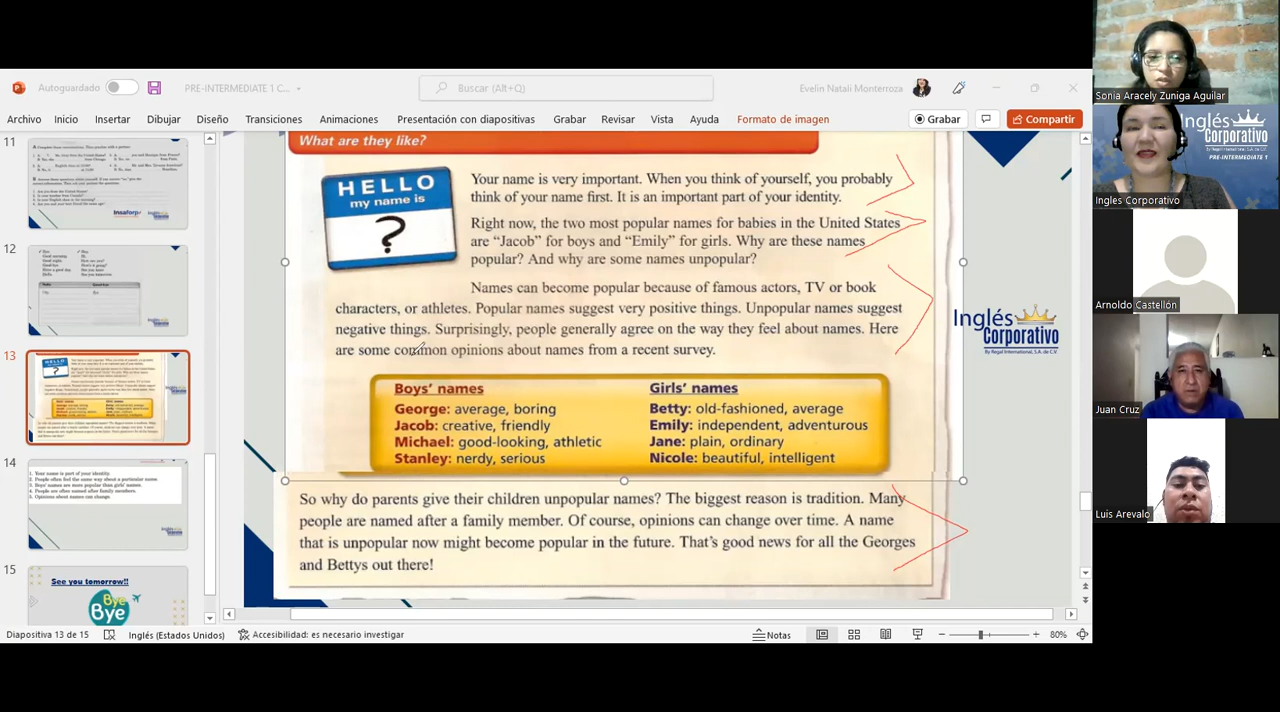 Autoguardado
PRE-INTERMEDIATE 1 C...
Buscar (Alt+Q)
Evelin Natali Monterroza
Archivo Inicio Insertar Dibujar Diseño Transiciones Animaciones Presentación con diapositivas Grabar Revisar Vista Ayuda Formato de imagen
Grabar
Compartir
11
12
13
14
15
See you tomorrow!!
Bye
Bye
What are they like?
HELLO
my name is
?
Your name is very important. When you think of yourself, you probably
think of your name first. It is an important part of your identity.
Right now, the two most popular names for babies in the United States
are “Jacob” for boys and “Emily” for girls. Why are these names
popular? And why are some names unpopular?
Names can become popular because of famous actors, TV or book
characters, or athletes. Popular names suggest very positive things. Unpopular names suggest
negative things. Surprisingly, people generally agree on the way they feel about names. Here
are some common opinions about names from a recent survey.
Boys’ names
George: average, boring
Jacob: creative, friendly
Michael: good-looking, athletic
Stanley: nerdy, serious
Girls’ names
Betty: old-fashioned, average
Emily: independent, adventurous
Jane: plain, ordinary
Nicole: beautiful, intelligent
So why do parents give their children unpopular names? The biggest reason is tradition. Many
people are named after a family member. Of course, opinions can change over time. A name
that is unpopular now might become popular in the future. That’s good news for all the Georges
and Bettys out there!
Inglés
Corporativo
By Regal International, S.A. de C.V.
Diapositiva 13 de 15
Inglés (Estados Unidos)
Accesibilidad: es necesario investigar
Notas
80%
Sonia Aracely Zuniga Aguilar
Inglés
Corporativo
PRE-INTERMEDIATE 1
Ingles Corporativo
Arnoldo Castellón
Juan Cruz
Luis Arevalo